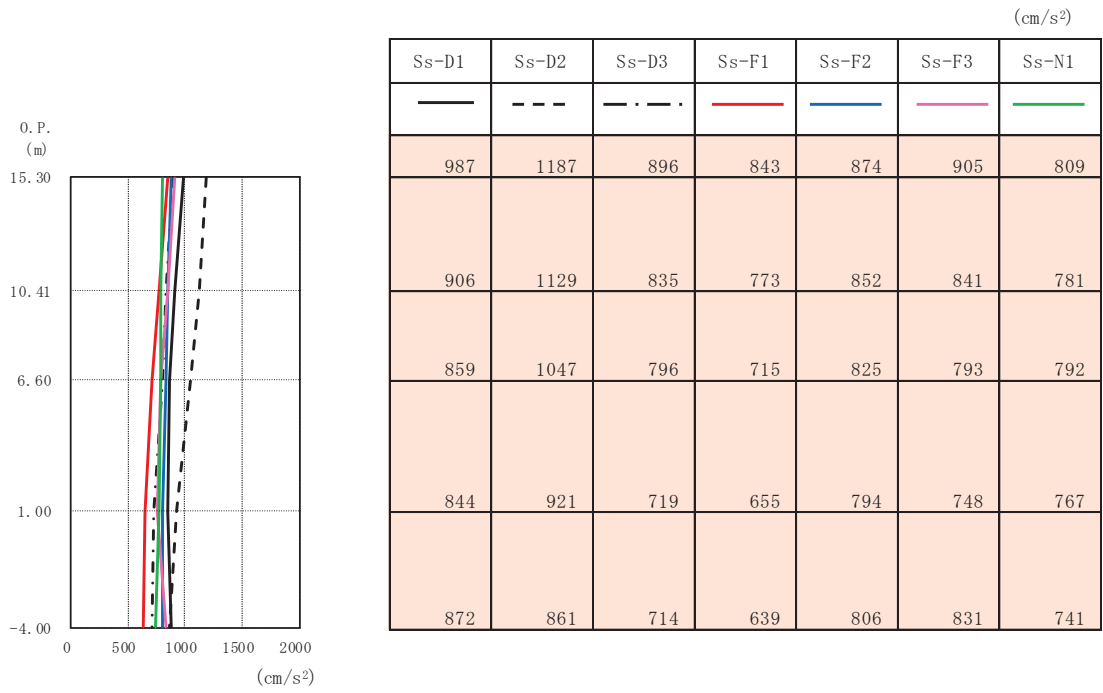 (cm/s²)
Ss-D1 Ss-D2 Ss-D3 Ss-F1 Ss-F2 Ss-F3 Ss-N1
O.P.
(m)
987 1187 896 843 874 905 809
15.30
906 1129 835 773 852 841 781
10.41
859 1047 796 715 825 793 792
6.60
844 921 719 655 794 748 767
1.00
872 861 714 639 806 831 741
-4.00
0 500 1000 1500 2000
(cm/s²)